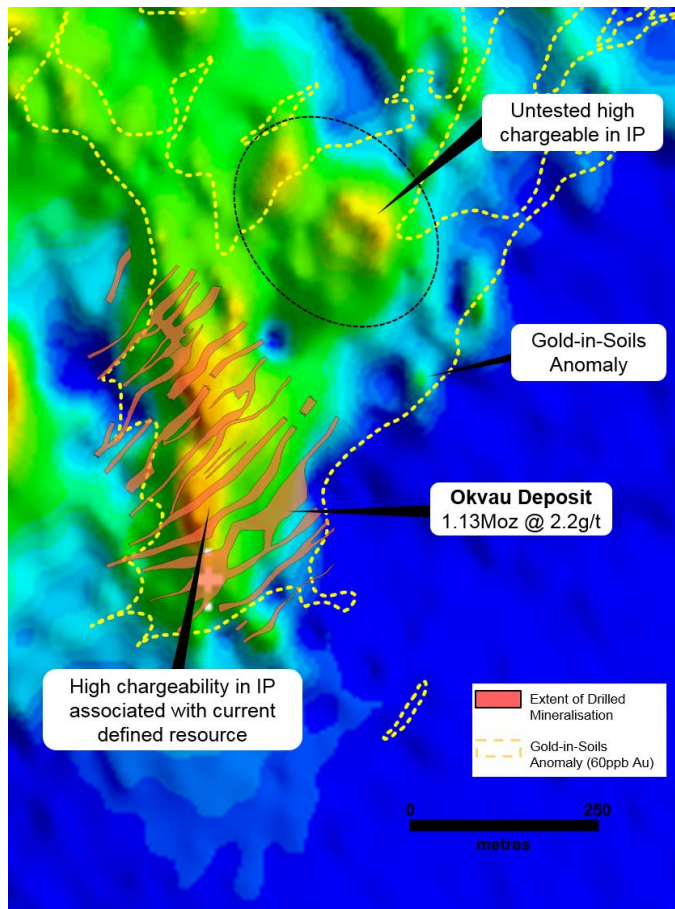 Untested high
chargeable in IP
Gold-in-Soils
Anomaly
Okvau Deposit
1.13Moz @ 2.2g/t
High chargeability in IP
associated with current
defined resource
Extent of Drilled
Mineralisation
Gold-in-Soils
Anomaly (60ppb Au)
0 250
metres